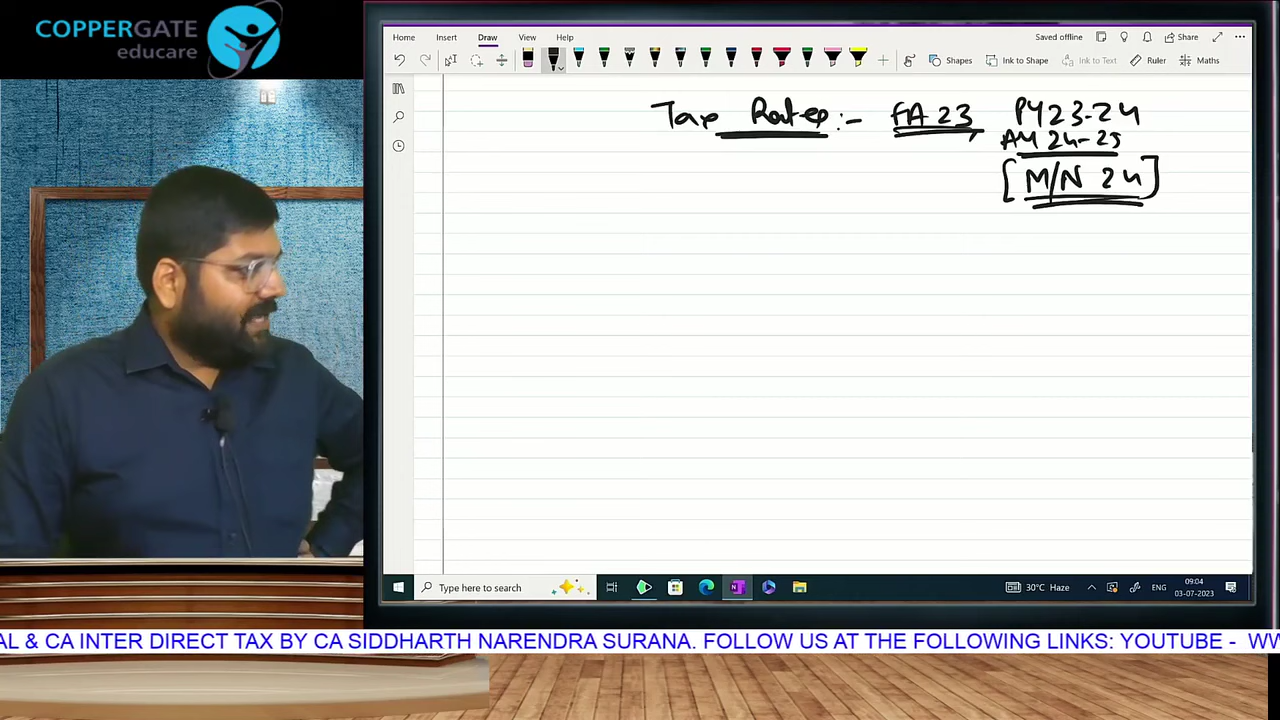 COPPERGATE
educare
Home Insert Draw View Help
Saved offline Share
Shapes Ink to Shape Ink to Text Ruler Maths
Tax Rates :- FA 23 PY 23-24
AY 24-25
[M/N 24]
Type here to search
30°C Haze
ENG
09:04
03-07-2023
AL & CA INTER DIRECT TAX BY CA SIDDHARTH NARENDRA SURANA. FOLLOW US AT THE FOLLOWING LINKS: YOUTUBE - WW